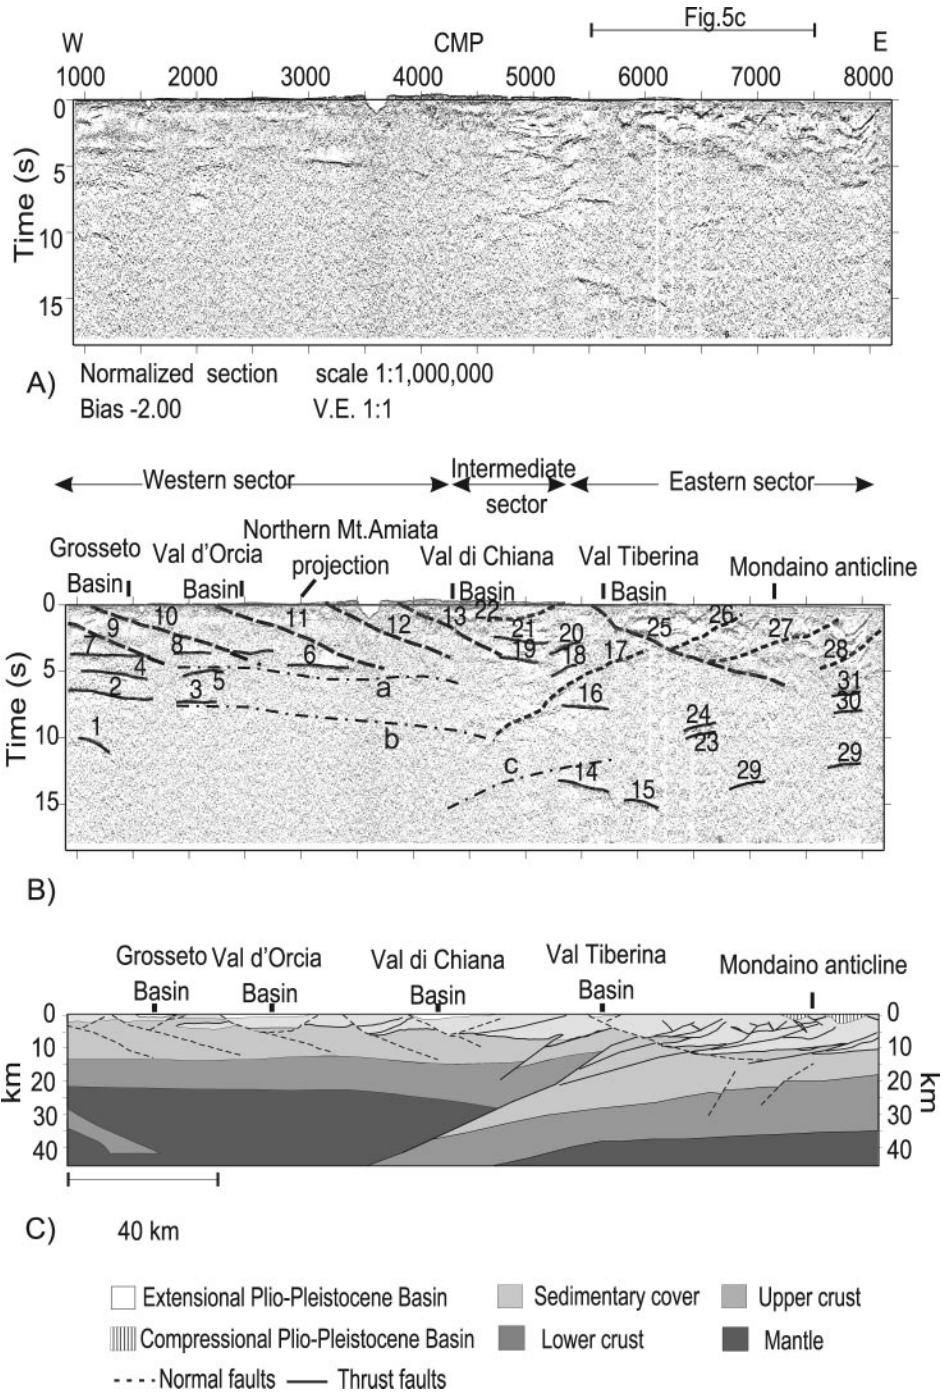 Fig.5c
W CMP E
1000 2000 3000 4000 5000 6000 7000 8000
0
5
10
15
Time (s)
A)
Normalized section scale 1:1,000,000
Bias -2.00 V.E. 1:1
Western sector Intermediate sector Eastern sector
Grosseto Basin
Val d'Orcia Basin
Northern Mt.Amiata projection
Val di Chiana Basin
Val Tiberina Basin
Mondaino anticline
0
5
10
15
Time (s)
9 10 11 12 13 22 25 26 27
7 8 6 21 20 19 18 17 28
4 5 a 31
2 3 16 30
1 b 24 23
c 14 15 29 29
B)
Grosseto Basin
Val d'Orcia Basin
Val di Chiana Basin
Val Tiberina Basin
Mondaino anticline
0 0
10 10
20 20
30 30
40 40
km km
C) 40 km
Extensional Plio-Pleistocene Basin Sedimentary cover Upper crust
Compressional Plio-Pleistocene Basin Lower crust Mantle
Normal faults Thrust faults